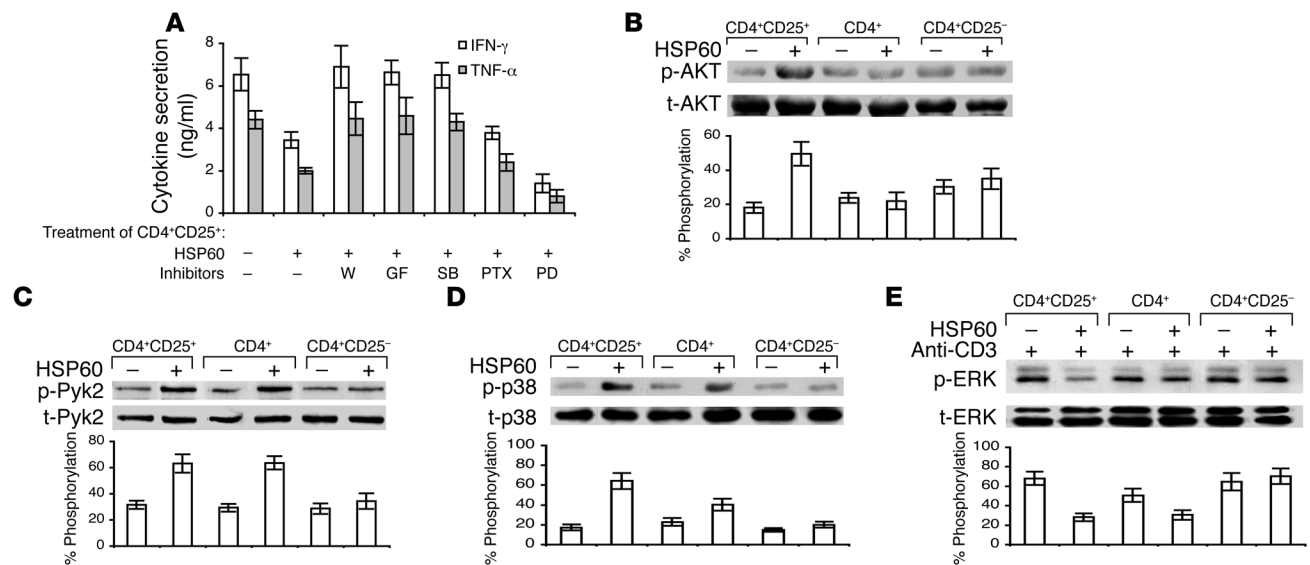 A
Cytokine secretion
(ng/ml)
8
6
4
2
0
IFN-γ
TNF-α
Treatment of CD4⁺CD25⁺:
HSP60 − + + + + + +
Inhibitors − − W GF SB PTX PD
B
CD4⁺CD25⁺ CD4⁺ CD4⁺CD25⁻
HSP60 − + − + − +
p-AKT
t-AKT
% Phosphorylation
60
40
20
0
C
CD4⁺CD25⁺ CD4⁺ CD4⁺CD25⁻
HSP60 − + − + − +
p-Pyk2
t-Pyk2
% Phosphorylation
80
60
40
20
0
D
CD4⁺CD25⁺ CD4⁺ CD4⁺CD25⁻
HSP60 − + − + − +
p-p38
t-p38
% Phosphorylation
100
80
60
40
20
0
E
CD4⁺CD25⁺ CD4⁺ CD4⁺CD25⁻
HSP60 − + − + − +
Anti-CD3 + + + + + +
p-ERK
t-ERK
% Phosphorylation
100
80
60
40
20
0